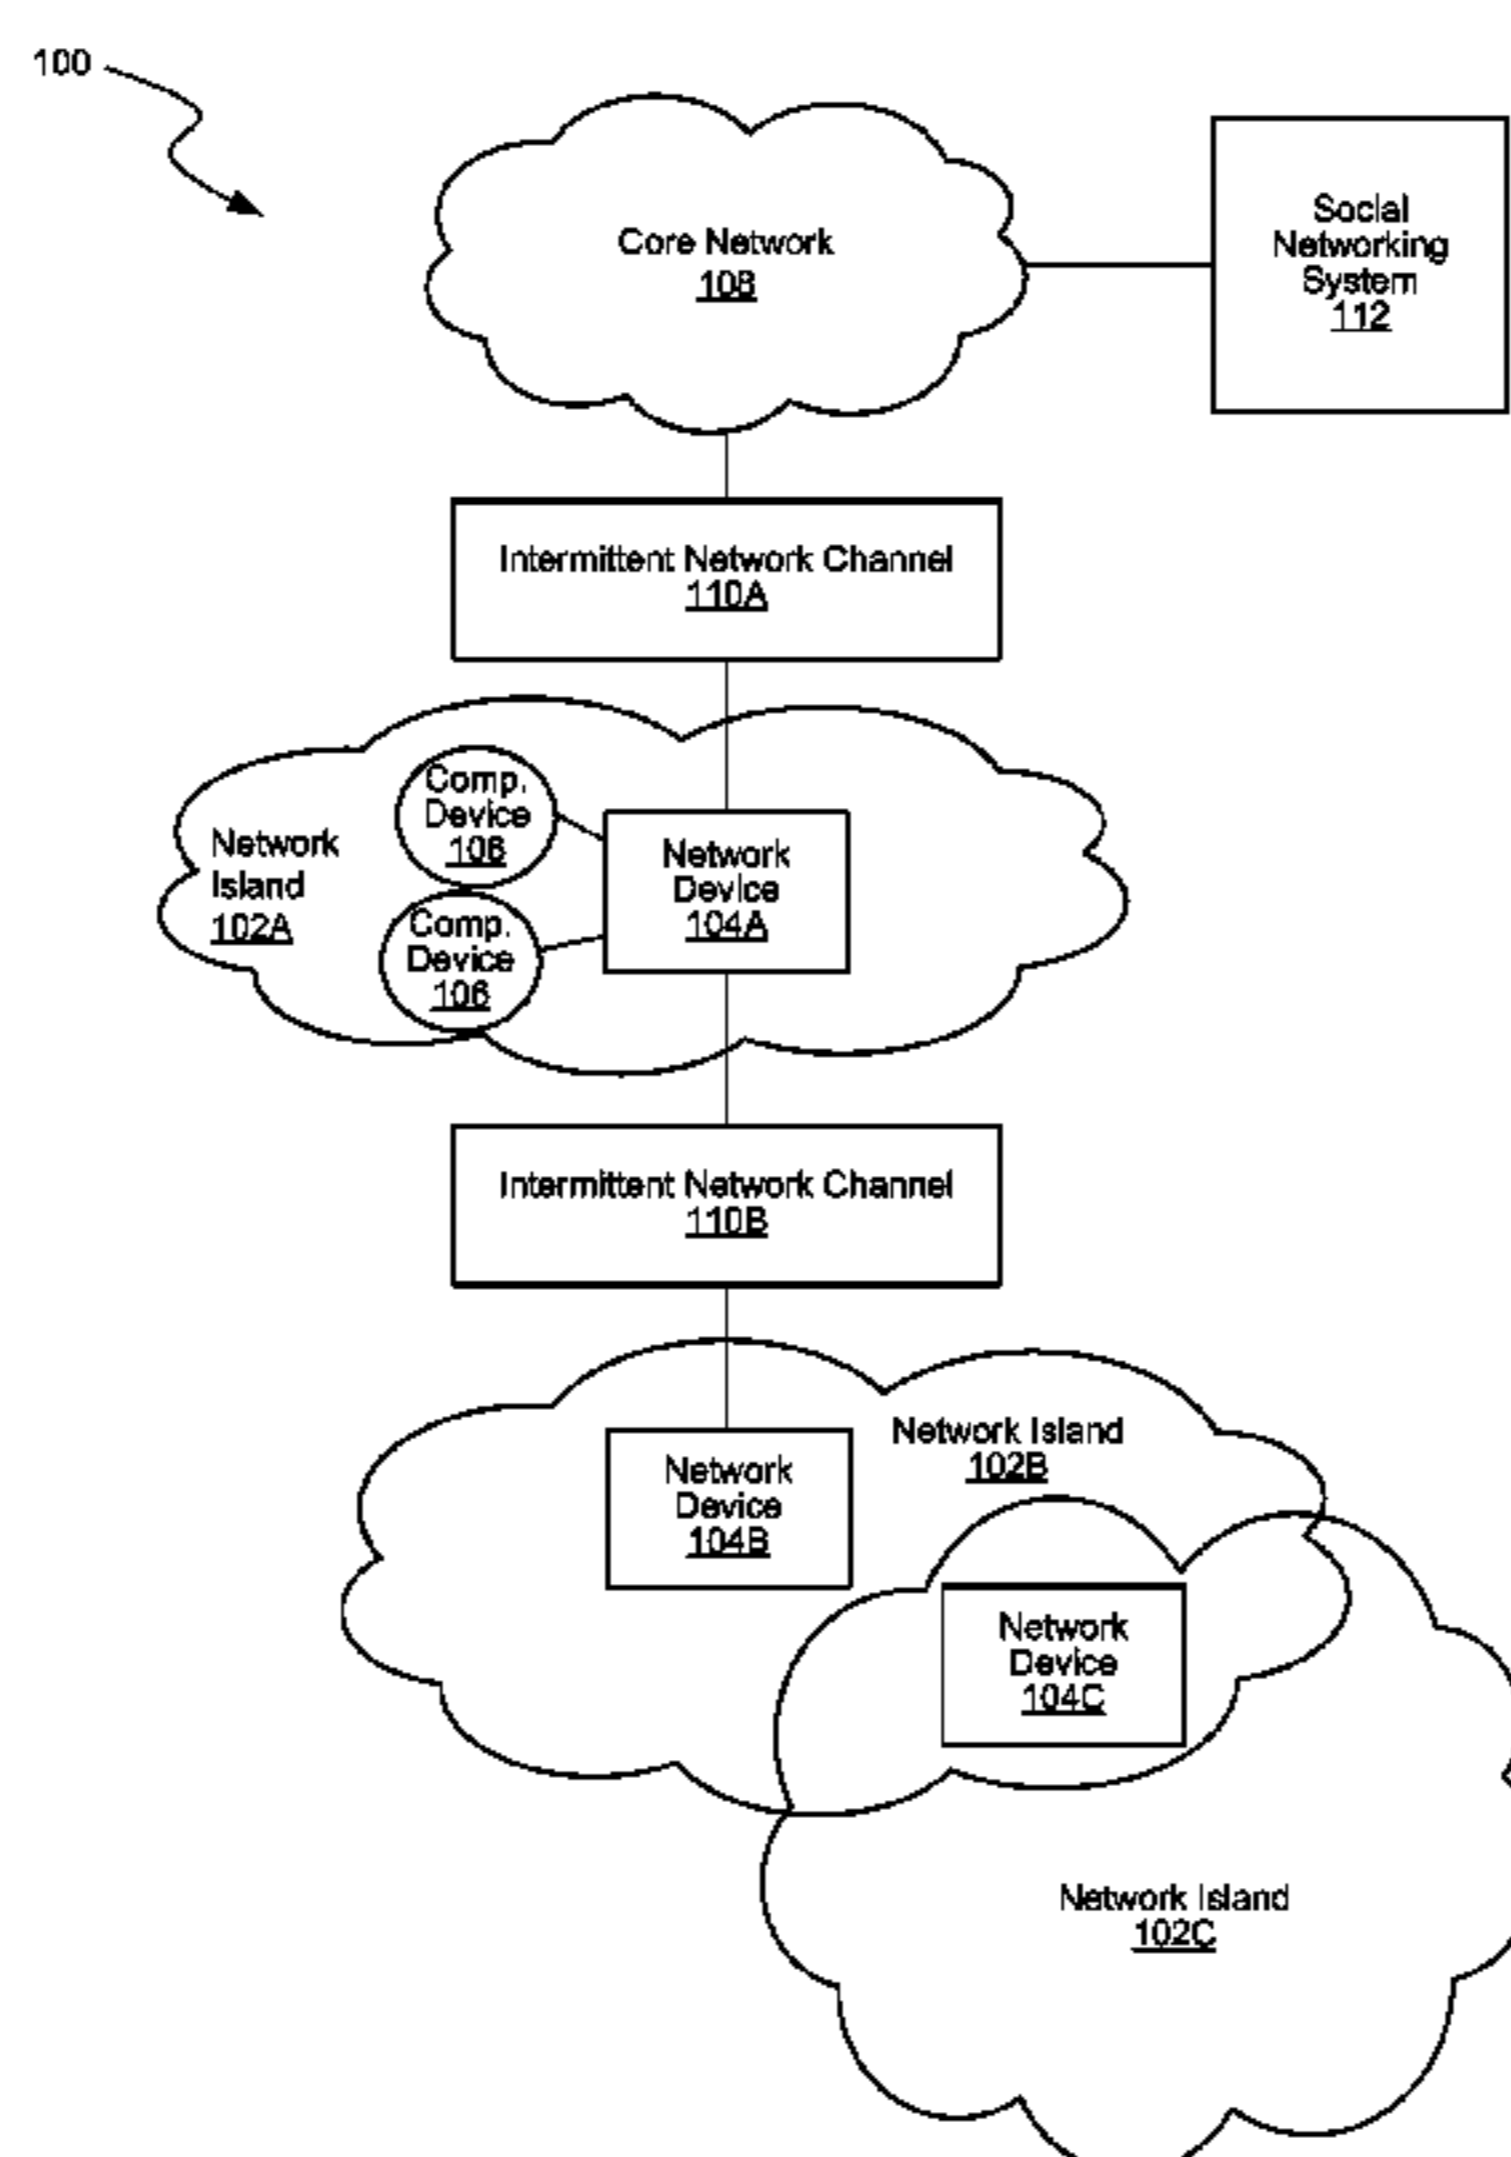 100
Core Network
108
Social
Networking
System
112
Intermittent Network Channel
110A
Comp.
Device
106
Network
Island
102A
Network
Device
104A
Comp.
Device
106
Intermittent Network Channel
110B
Network Island
102B
Network
Device
104B
Network
Device
104C
Network Island
102C